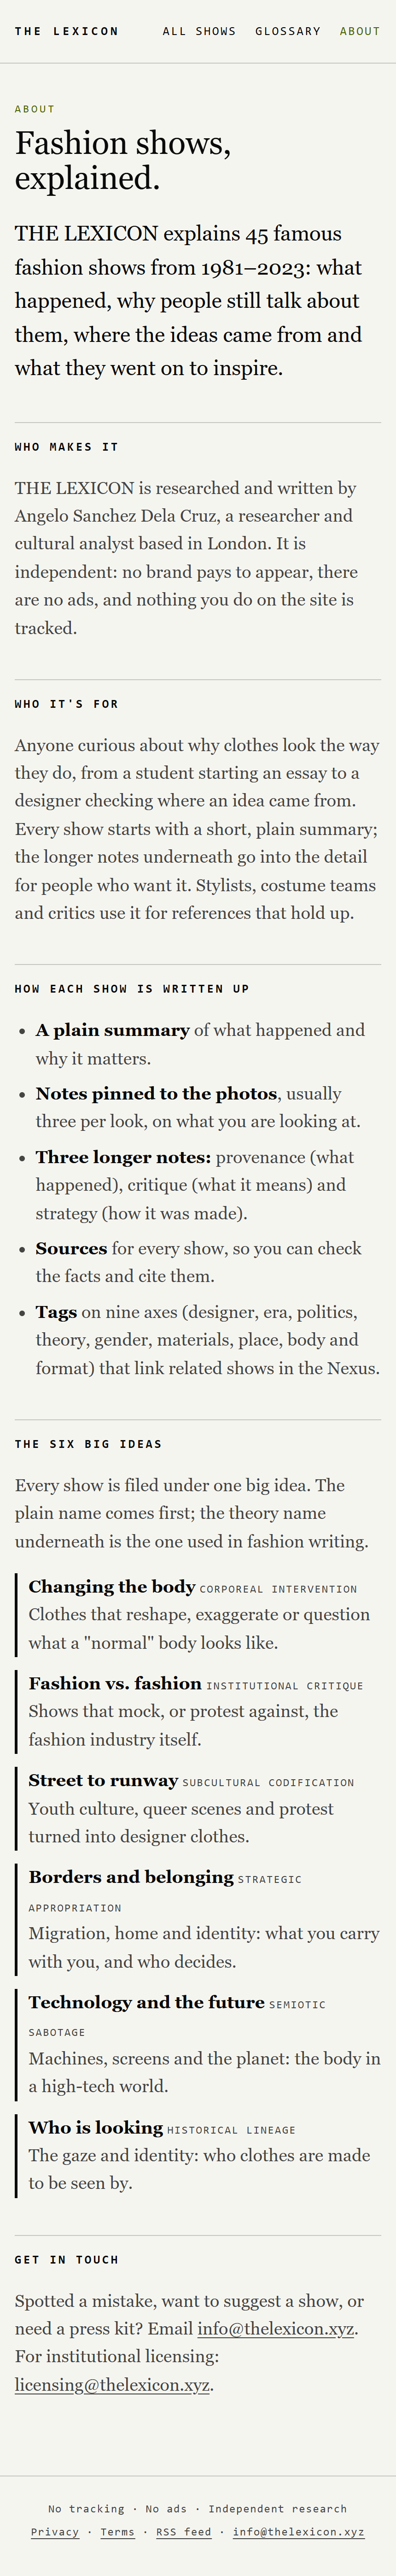 THE LEXICON
ALL SHOWS
GLOSSARY
ABOUT
ABOUT
Fashion shows,
explained.
THE LEXICON explains 45 famous
fashion shows from 1981–2023: what
happened, why people still talk about
them, where the ideas came from and
what they went on to inspire.
WHO MAKES IT
THE LEXICON is researched and written by
Angelo Sanchez Dela Cruz, a researcher and
cultural analyst based in London. It is
independent: no brand pays to appear, there
are no ads, and nothing you do on the site is
tracked.
WHO IT'S FOR
Anyone curious about why clothes look the way
they do, from a student starting an essay to a
designer checking where an idea came from.
Every show starts with a short, plain summary;
the longer notes underneath go into the detail
for people who want it. Stylists, costume teams
and critics use it for references that hold up.
HOW EACH SHOW IS WRITTEN UP
• A plain summary of what happened and
why it matters.
• Notes pinned to the photos, usually
three per look, on what you are looking at.
• Three longer notes: provenance (what
happened), critique (what it means) and
strategy (how it was made).
• Sources for every show, so you can check
the facts and cite them.
• Tags on nine axes (designer, era, politics,
theory, gender, materials, place, body and
format) that link related shows in the Nexus.
THE SIX BIG IDEAS
Every show is filed under one big idea. The
plain name comes first; the theory name
underneath is the one used in fashion writing.
Changing the body CORPOREAL INTERVENTION
Clothes that reshape, exaggerate or question
what a "normal" body looks like.
Fashion vs. fashion INSTITUTIONAL CRITIQUE
Shows that mock, or protest against, the
fashion industry itself.
Street to runway SUBCULTURAL CODIFICATION
Youth culture, queer scenes and protest
turned into designer clothes.
Borders and belonging STRATEGIC
APPROPRIATION
Migration, home and identity: what you carry
with you, and who decides.
Technology and the future SEMIOTIC
SABOTAGE
Machines, screens and the planet: the body in
a high-tech world.
Who is looking HISTORICAL LINEAGE
The gaze and identity: who clothes are made
to be seen by.
GET IN TOUCH
Spotted a mistake, want to suggest a show, or
need a press kit? Email info@thelexicon.xyz.
For institutional licensing:
licensing@thelexicon.xyz.
No tracking · No ads · Independent research
Privacy · Terms · RSS feed · info@thelexicon.xyz